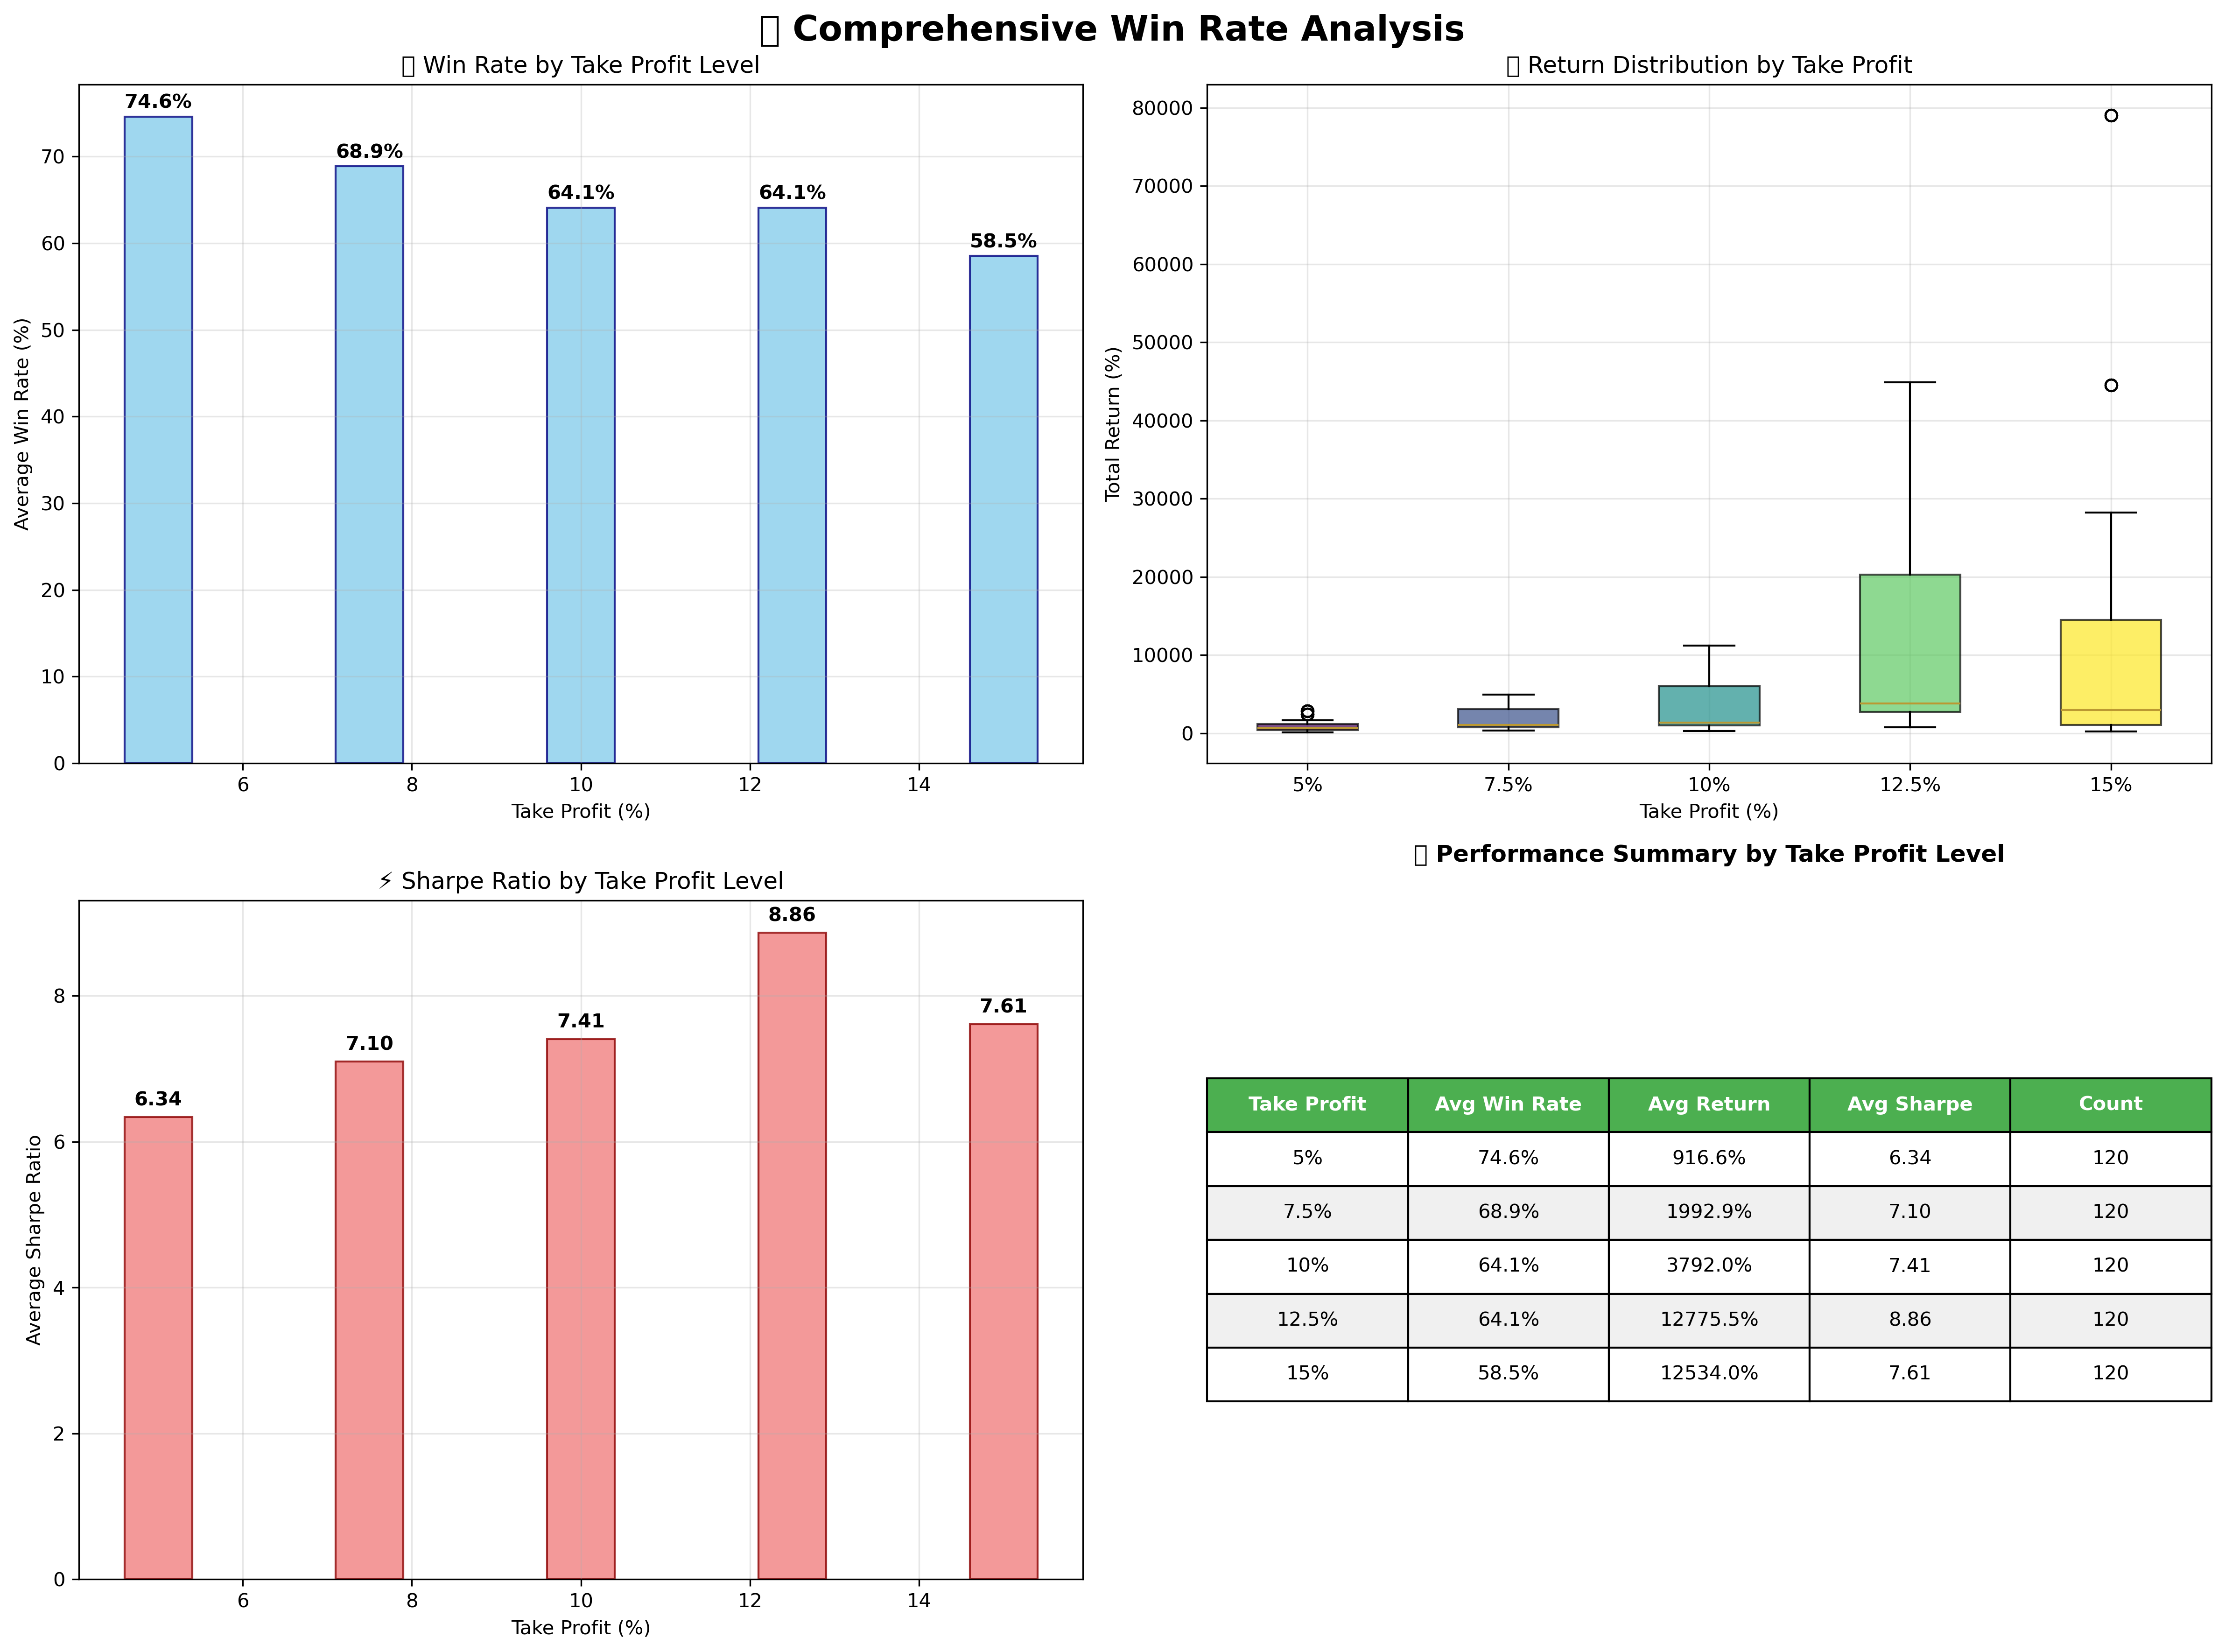 Comprehensive Win Rate Analysis
Win Rate by Take Profit Level
74.6%
68.9%
64.1%
64.1%
58.5%
70
60
50
40
30
20
10
0
6 8 10 12 14
Average Win Rate (%)
Take Profit (%)
Return Distribution by Take Profit
80000
70000
60000
50000
40000
30000
20000
10000
0
5% 7.5% 10% 12.5% 15%
Total Return (%)
Take Profit (%)
⚡ Sharpe Ratio by Take Profit Level
6.34
7.10
7.41
8.86
7.61
8
6
4
2
0
6 8 10 12 14
Average Sharpe Ratio
Take Profit (%)
Performance Summary by Take Profit Level
Take Profit Avg Win Rate Avg Return Avg Sharpe Count
5% 74.6% 916.6% 6.34 120
7.5% 68.9% 1992.9% 7.10 120
10% 64.1% 3792.0% 7.41 120
12.5% 64.1% 12775.5% 8.86 120
15% 58.5% 12534.0% 7.61 120